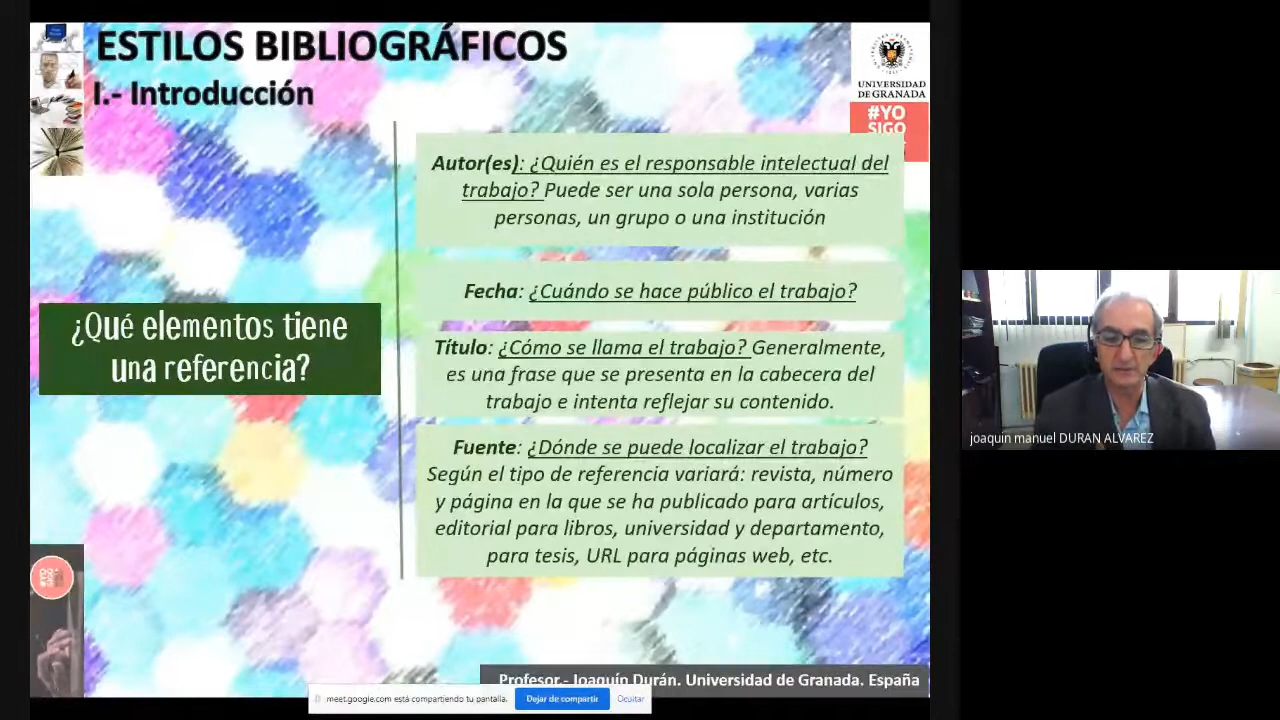 ESTILOS BIBLIOGRÁFICOS
I.- Introducción
UNIVERSIDAD
DE GRANADA
#YO
SIGO
Autor(es): ¿Quién es el responsable intelectual del
trabajo? Puede ser una sola persona, varias
personas, un grupo o una institución
Fecha: ¿Cuándo se hace público el trabajo?
¿Qué elementos tiene
una referencia?
Título: ¿Cómo se llama el trabajo? Generalmente,
es una frase que se presenta en la cabecera del
trabajo e intenta reflejar su contenido.
Fuente: ¿Dónde se puede localizar el trabajo?
Según el tipo de referencia variará: revista, número
y página en la que se ha publicado para artículos,
editorial para libros, universidad y departamento,
para tesis, URL para páginas web, etc.
joaquin manuel DURAN ALVAREZ
Profesor.- Joaquín Durán. Universidad de Granada. España
meet.google.com está compartiendo tu pantalla.
Dejar de compartir
Ocultar